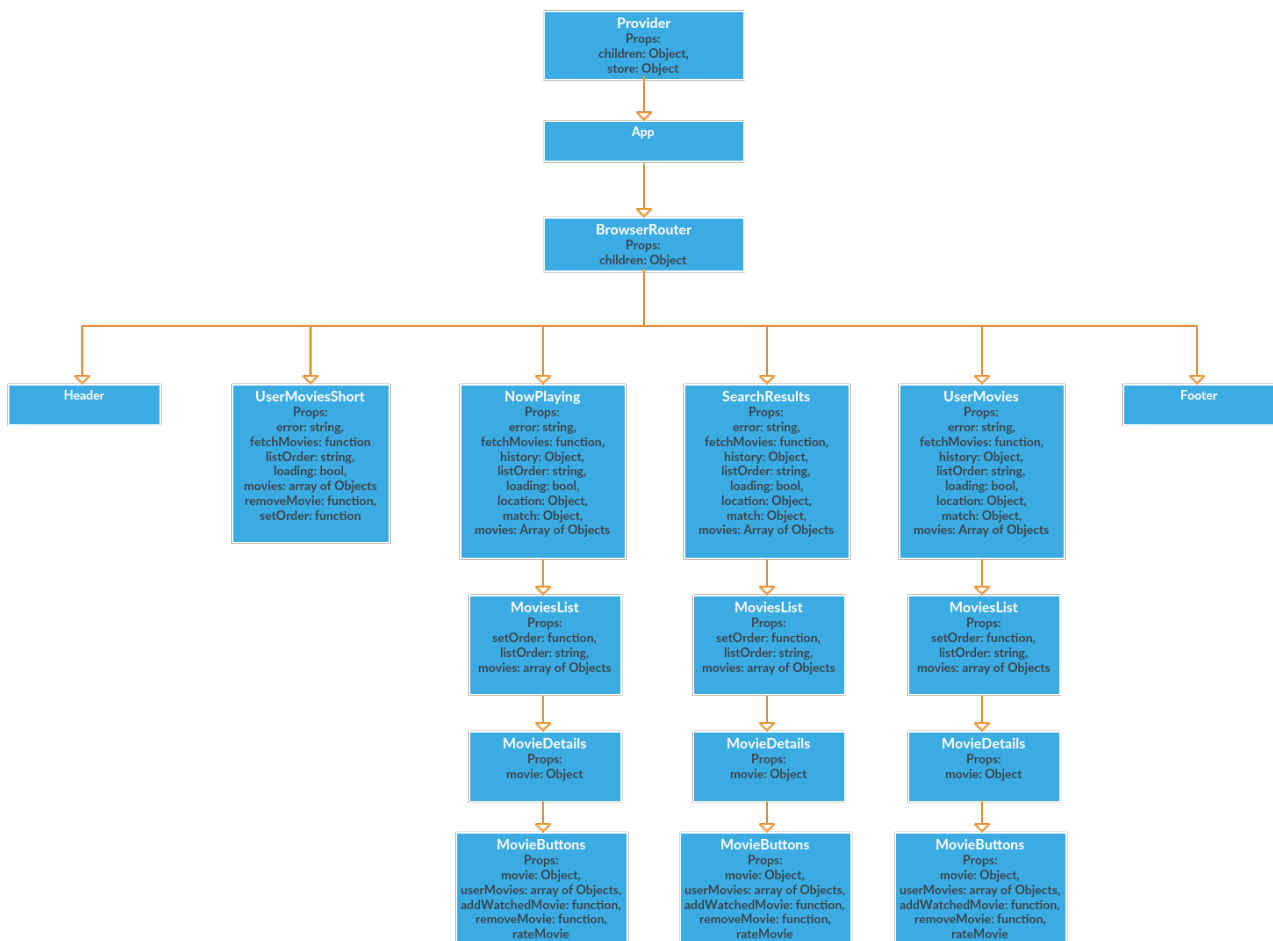 Provider
Props:
children: Object,
store: Object
App
BrowserRouter
Props:
children: Object
Header
UserMoviesShort
Props:
error: string,
fetchMovies: function
listOrder: string,
loading: bool,
movies: array of Objects
removeMovie: function,
setOrder: function
NowPlaying
Props:
error: string,
fetchMovies: function,
history: Object,
listOrder: string,
loading: bool,
location: Object,
match: Object,
movies: Array of Objects
SearchResults
Props:
error: string,
fetchMovies: function,
history: Object,
listOrder: string,
loading: bool,
location: Object,
match: Object,
movies: Array of Objects
UserMovies
Props:
error: string,
fetchMovies: function,
history: Object,
listOrder: string,
loading: bool,
location: Object,
match: Object,
movies: Array of Objects
Footer
MoviesList
Props:
setOrder: function,
listOrder: string,
movies: array of Objects
MoviesList
Props:
setOrder: function,
listOrder: string,
movies: array of Objects
MoviesList
Props:
setOrder: function,
listOrder: string,
movies: array of Objects
MovieDetails
Props:
movie: Object
MovieDetails
Props:
movie: Object
MovieDetails
Props:
movie: Object
MovieButtons
Props:
movie: Object,
userMovies: array of Objects,
addWatchedMovie: function,
removeMovie: function,
rateMovie
MovieButtons
Props:
movie: Object,
userMovies: array of Objects,
addWatchedMovie: function,
removeMovie: function,
rateMovie
MovieButtons
Props:
movie: Object,
userMovies: array of Objects,
addWatchedMovie: function,
removeMovie: function,
rateMovie